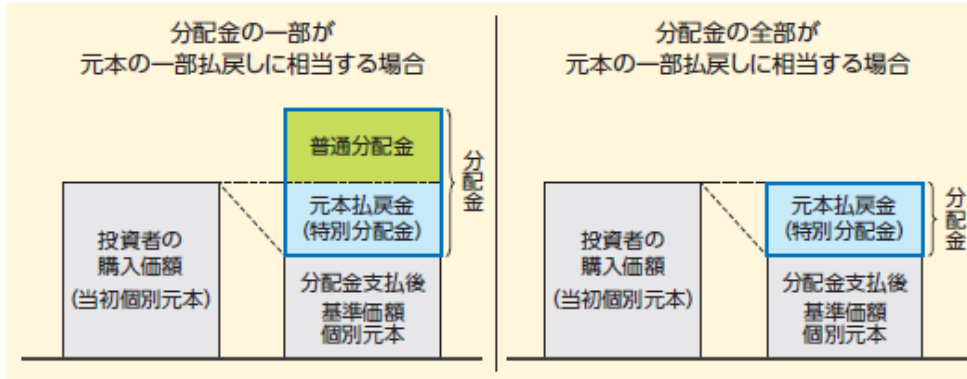 分配金の一部が
元本の一部払戻しに相当する場合
普通分配金
元本払戻金
(特別分配金)
分配金
投資者の
購入価額
(当初個別元本)
分配金支払後
基準価額
個別元本
分配金の全部が
元本の一部払戻しに相当する場合
元本払戻金
(特別分配金)
分配金
投資者の
購入価額
(当初個別元本)
分配金支払後
基準価額
個別元本